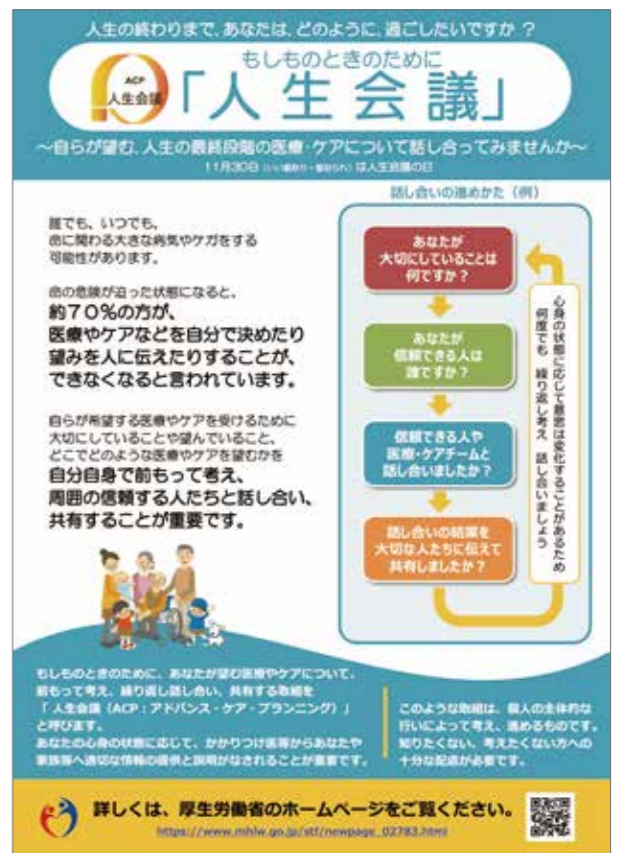 人生の終わりまで、あなたは、どのように、過ごしたいですか？
もしものときのために
ACP
人生会議
「人生会議」
～自らが望む、人生の最終段階の医療・ケアについて話し合ってみませんか～
11月30日（いい看取り・看取られ）は人生会議の日
誰でも、いつでも、
命に関わる大きな病気やケガをする
可能性があります。
命の危険が迫った状態になると、
約７０％の方が、
医療やケアなどを自分で決めたり
望みを人に伝えたりすることが、
できなくなると言われています。
自らが希望する医療やケアを受けるために
大切にしていることや望んでいること、
どこでどのような医療やケアを望むかを
自分自身で前もって考え、
周囲の信頼する人たちと話し合い、
共有することが重要です。
話し合いの進めかた（例）
あなたが
大切にしていることは
何ですか？
あなたが
信頼できる人は
誰ですか？
信頼できる人や
医療・ケアチームと
話し合いましたか？
話し合いの結果を
大切な人たちに伝えて
共有しましたか？
心身の状態に応じて意思は変化することがあるため
何度でも　繰り返し考え　話し合いましょう
もしものときのために、あなたが望む医療やケアについて、
前もって考え、繰り返し話し合い、共有する取組を
「人生会議（ACP：アドバンス・ケア・プランニング）」
と呼びます。
あなたの心身の状態に応じて、かかりつけ医等からあなたや
家族等へ適切な情報の提供と説明がなされることが重要です。
このような取組は、個人の主体的な
行いによって考え、進めるものです。
知りたくない、考えたくない方への
十分な配慮が必要です。
詳しくは、厚生労働省のホームページをご覧ください。
https://www.mhlw.go.jp/stf/newpage_02783.html